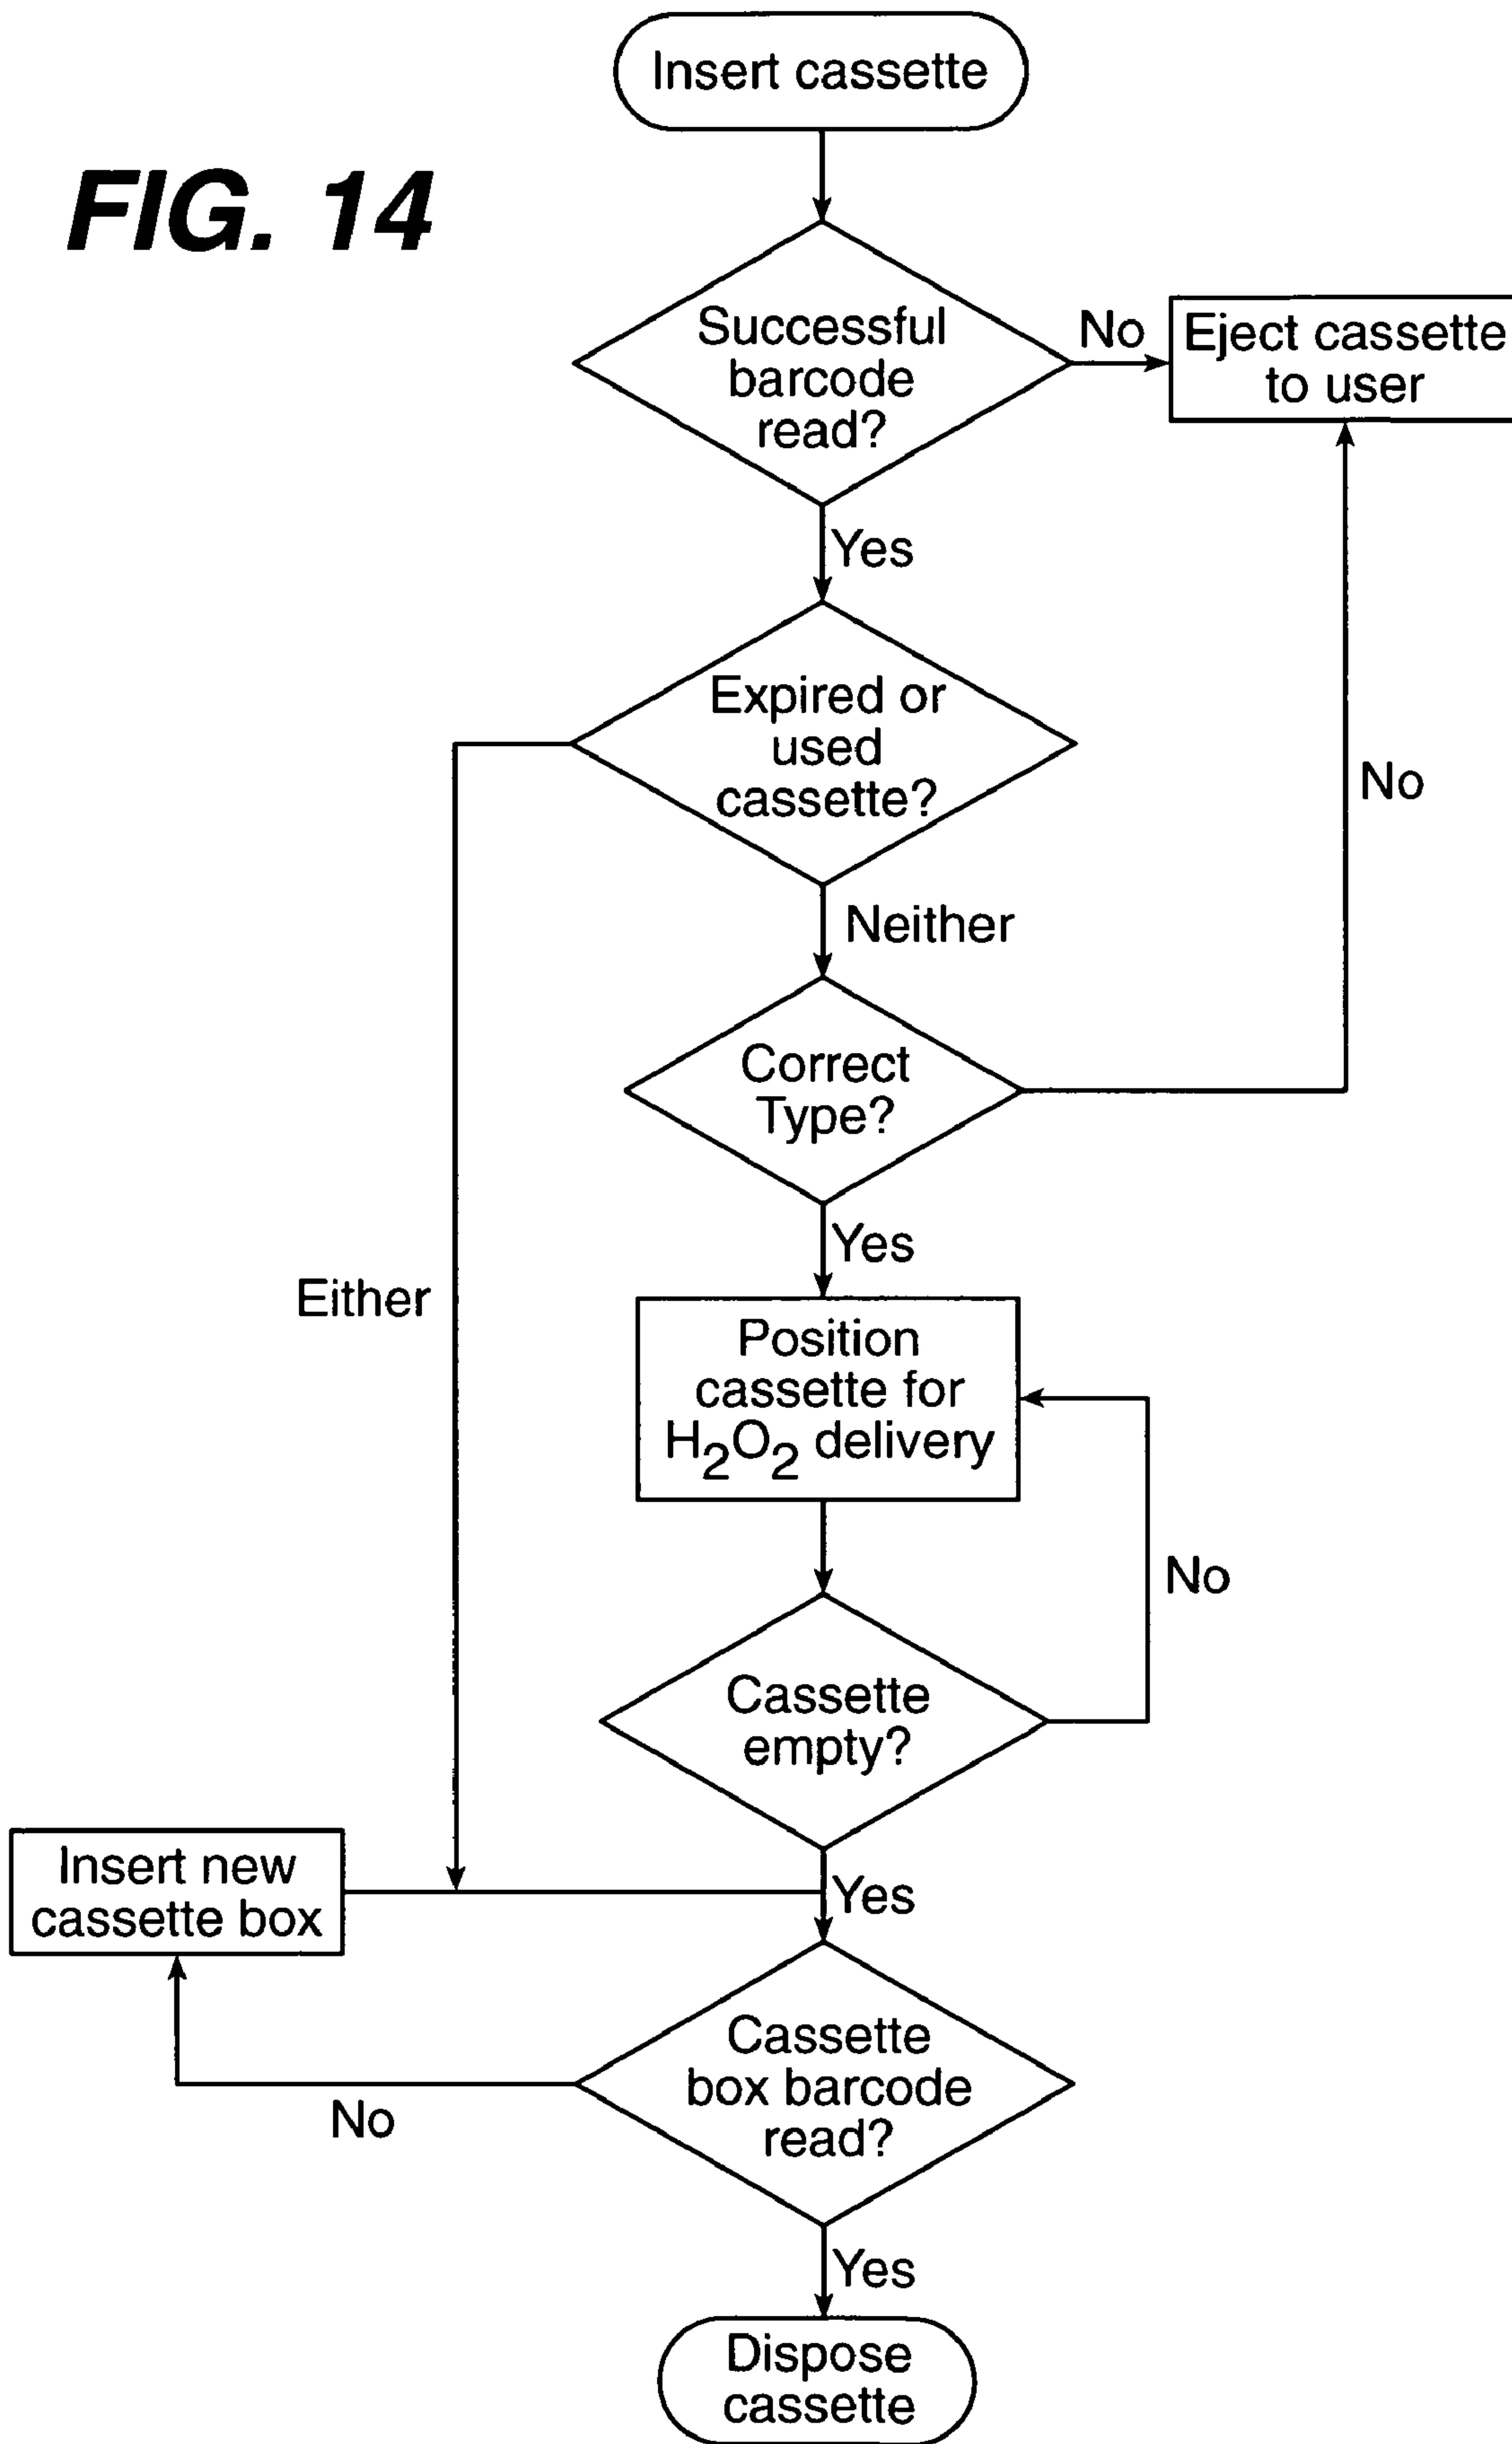 Insert cassette
FIG. 14
Successful
barcode
read?
No
Eject cassette
to user
Yes
Expired or
used
cassette?
No
Neither
Correct
Type?
Yes
Either
Position
cassette for
H₂O₂ delivery
No
Cassette
empty?
Insert new
cassette box
Yes
Cassette
box barcode
read?
No
Yes
Dispose
cassette